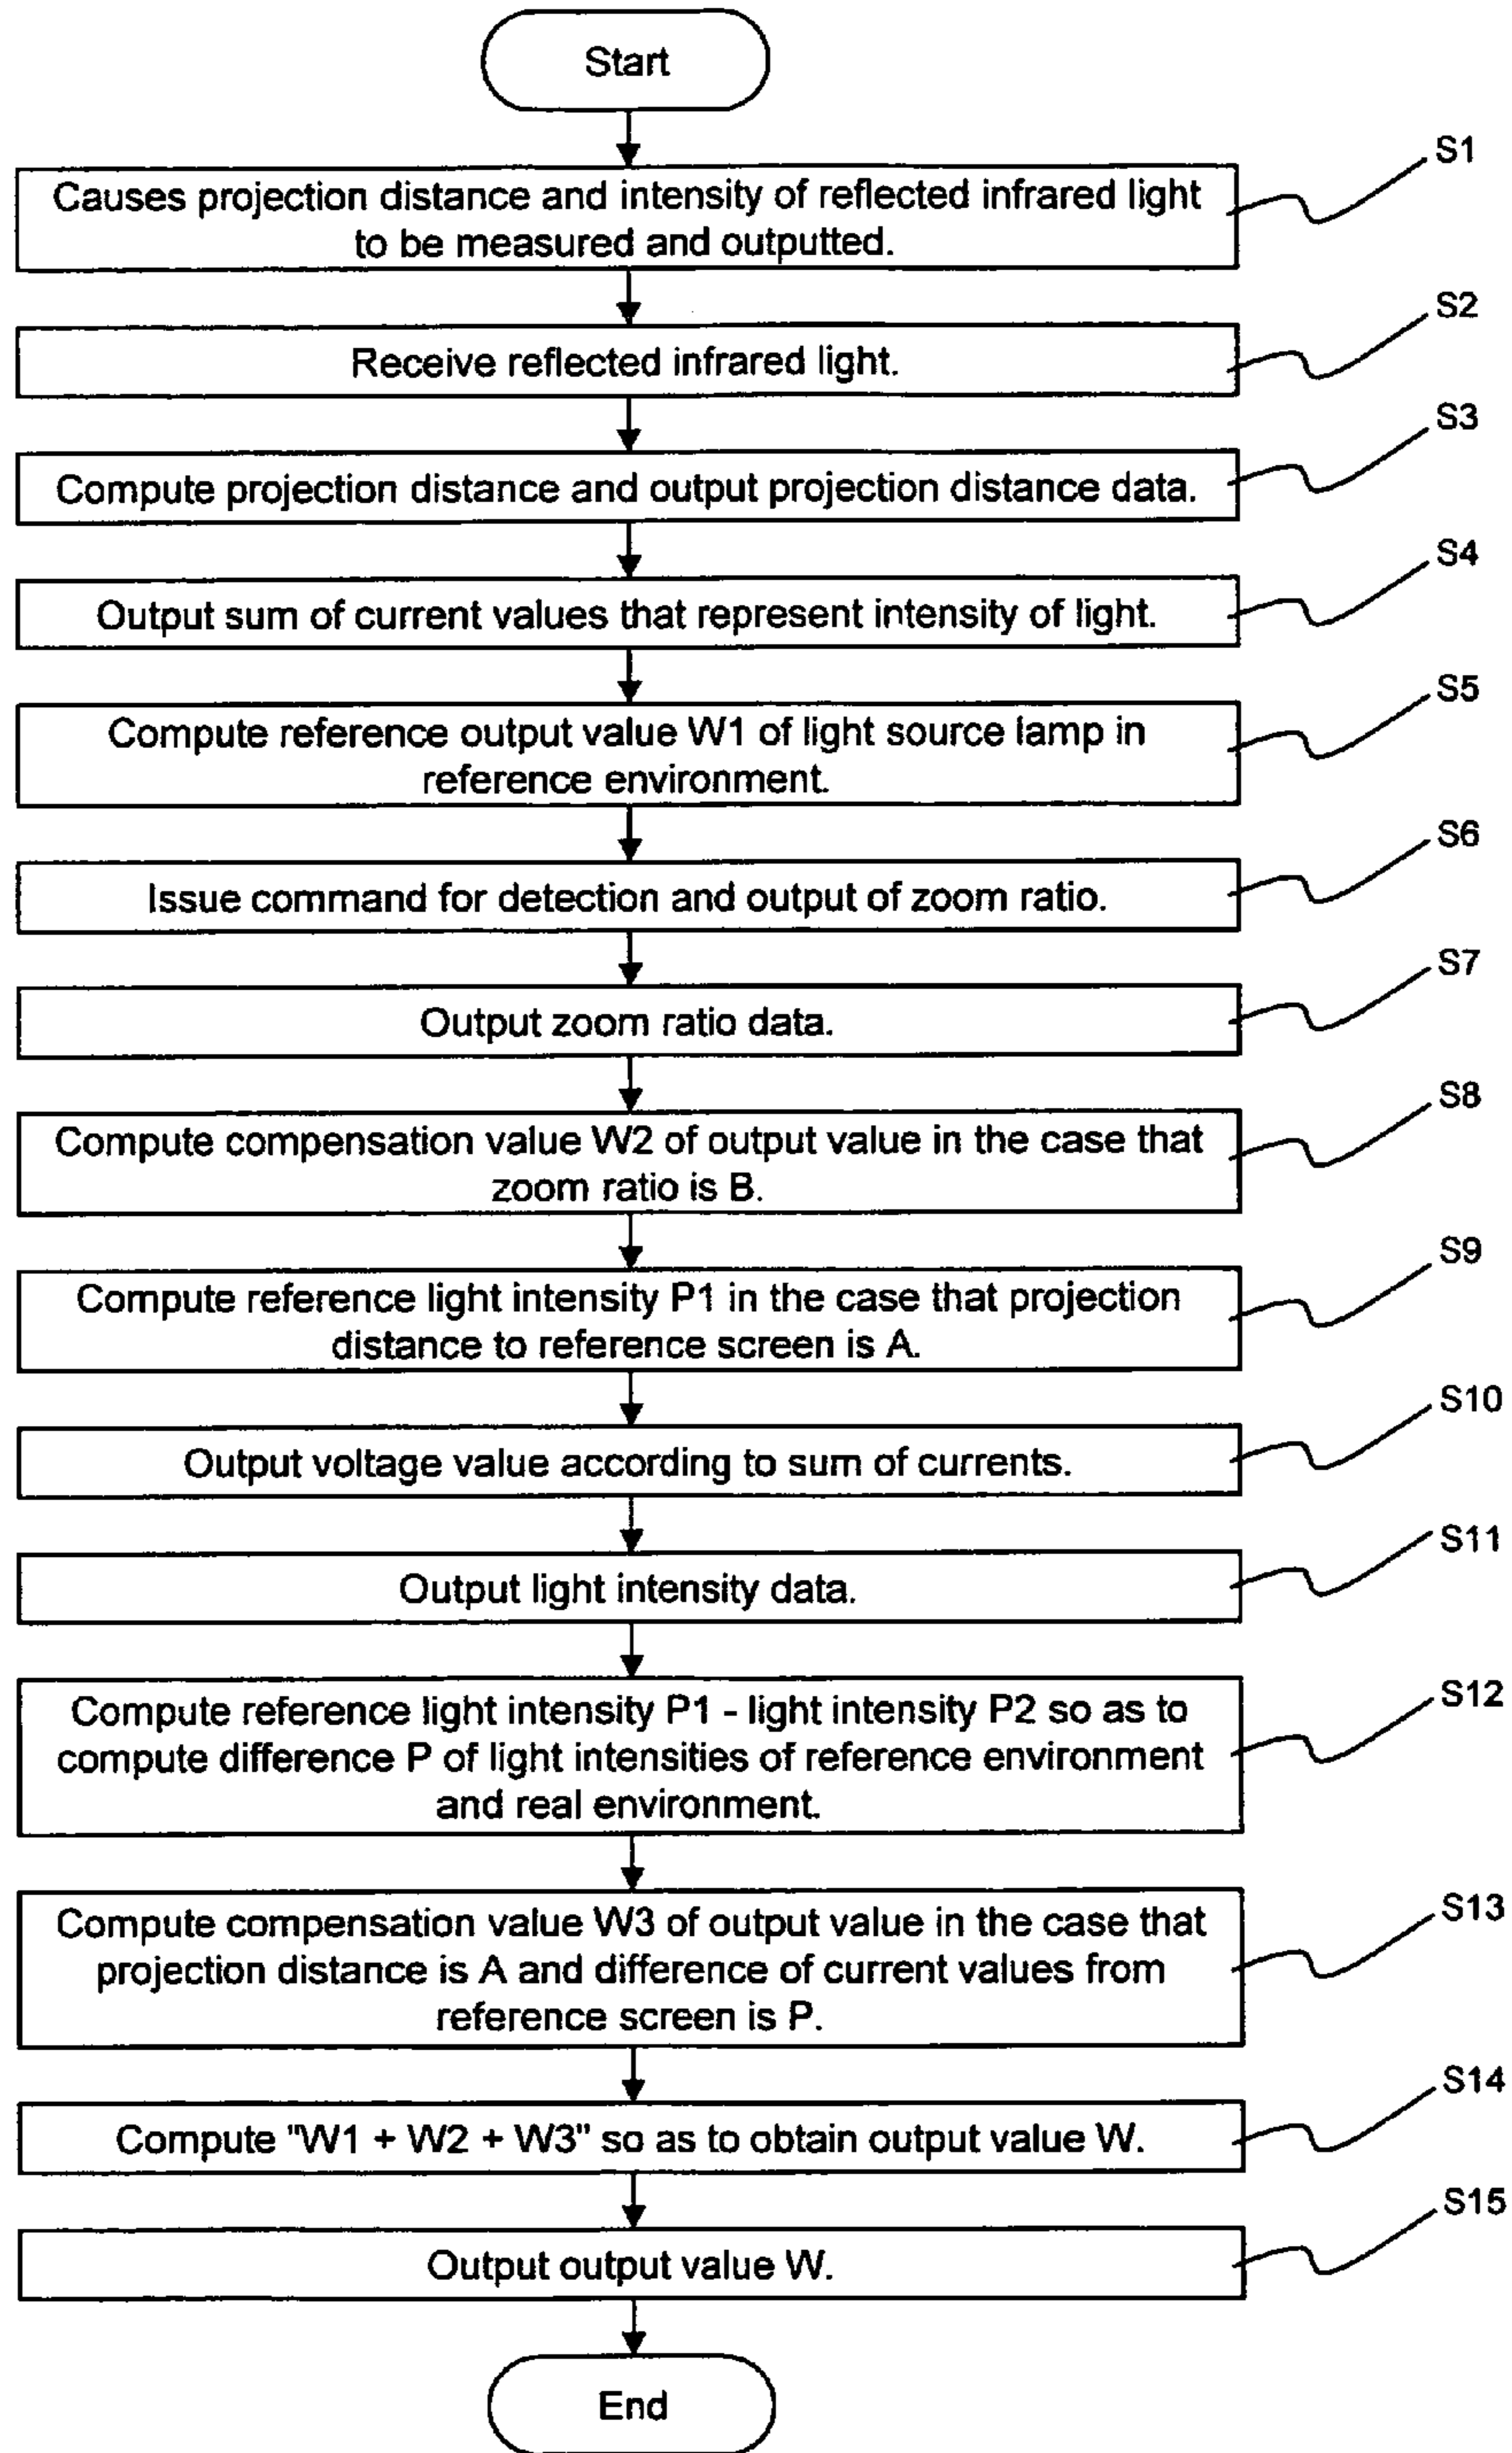 Start
S1
Causes projection distance and intensity of reflected infrared light
to be measured and outputted.
S2
Receive reflected infrared light.
S3
Compute projection distance and output projection distance data.
S4
Output sum of current values that represent intensity of light.
S5
Compute reference output value W1 of light source lamp in
reference environment.
S6
Issue command for detection and output of zoom ratio.
S7
Output zoom ratio data.
S8
Compute compensation value W2 of output value in the case that
zoom ratio is B.
S9
Compute reference light intensity P1 in the case that projection
distance to reference screen is A.
S10
Output voltage value according to sum of currents.
S11
Output light intensity data.
S12
Compute reference light intensity P1 - light intensity P2 so as to
compute difference P of light intensities of reference environment
and real environment.
S13
Compute compensation value W3 of output value in the case that
projection distance is A and difference of current values from
reference screen is P.
S14
Compute "W1 + W2 + W3" so as to obtain output value W.
S15
Output output value W.
End